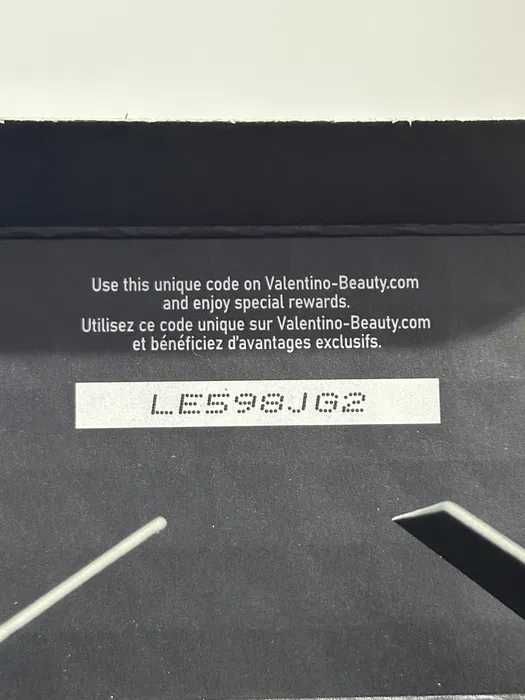 Use this unique code on Valentino-Beauty.com
and enjoy special rewards.
Utilisez ce code unique sur Valentino-Beauty.com
et bénéficiez d'avantages exclusifs.
LE598JG2